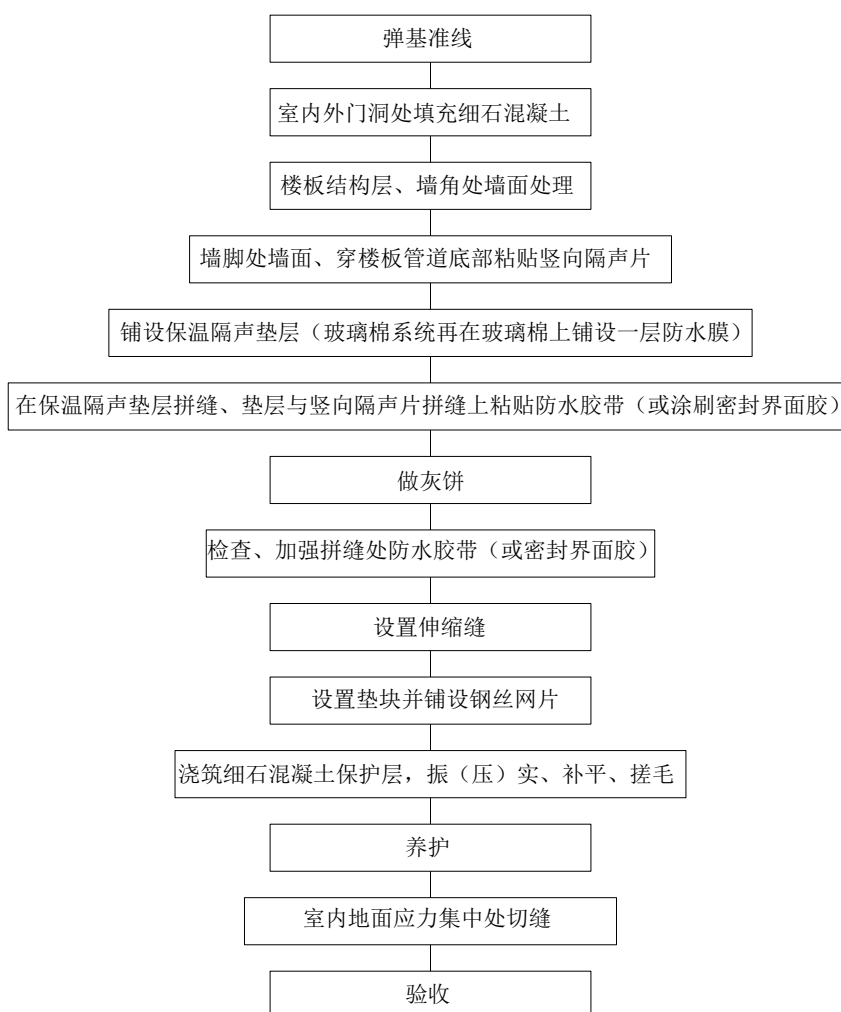 弹基准线
室内外门洞处填充细石混凝土
楼板结构层、墙角处墙面处理
墙脚处墙面、穿楼板管道底部粘贴竖向隔声片
铺设保温隔声垫层（玻璃棉系统再在玻璃棉上铺设一层防水膜）
在保温隔声垫层拼缝、垫层与竖向隔声片拼缝上粘贴防水胶带（或涂刷密封界面胶）
做灰饼
检查、加强拼缝处防水胶带（或密封界面胶）
设置伸缩缝
设置垫块并铺设钢丝网片
浇筑细石混凝土保护层，振（压）实、补平、搓毛
养护
室内地面应力集中处切缝
验收